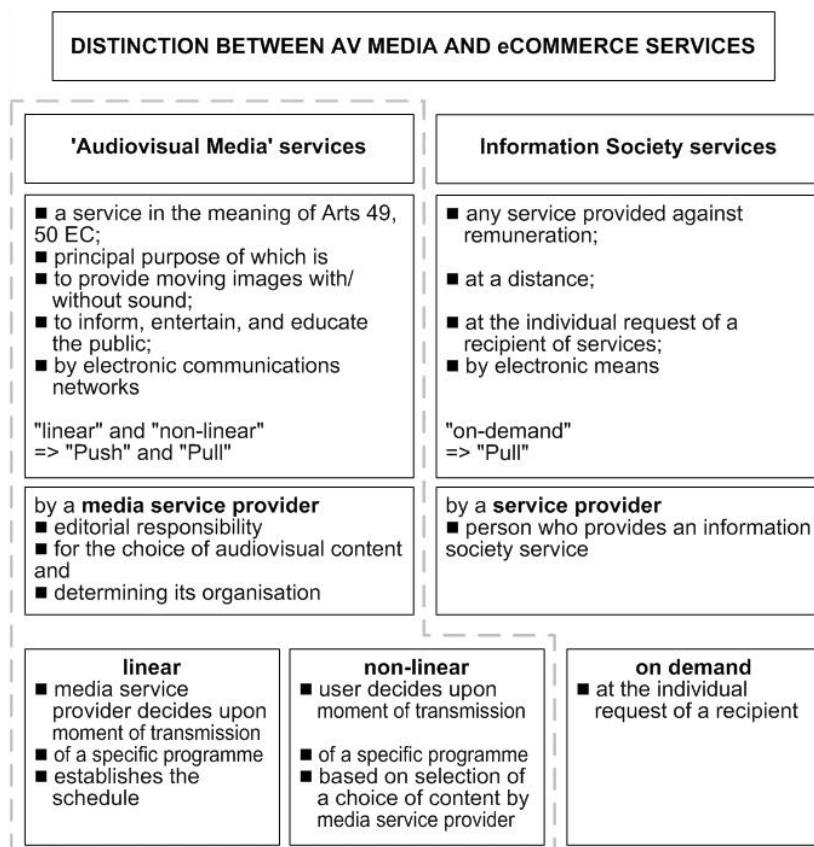 DISTINCTION BETWEEN AV MEDIA AND eCOMMERCE SERVICES
'Audiovisual Media' services
■ a service in the meaning of Arts 49,
50 EC;
■ principal purpose of which is
■ to provide moving images with/
without sound;
■ to inform, entertain, and educate
the public;
■ by electronic communications
networks
"linear" and "non-linear"
=> "Push" and "Pull"
by a media service provider
■ editorial responsibility
■ for the choice of audiovisual content
and
■ determining its organisation
Information Society services
■ any service provided against
remuneration;
■ at a distance;
■ at the individual request of a
recipient of services;
■ by electronic means
"on-demand"
=> "Pull"
by a service provider
■ person who provides an information
society service
linear
■ media service
provider decides upon
moment of transmission
■ of a specific programme
■ establishes the
schedule
non-linear
■ user decides upon
moment of transmission
■ of a specific programme
■ based on selection of
a choice of content by
media service provider
on demand
■ at the individual
request of a recipient